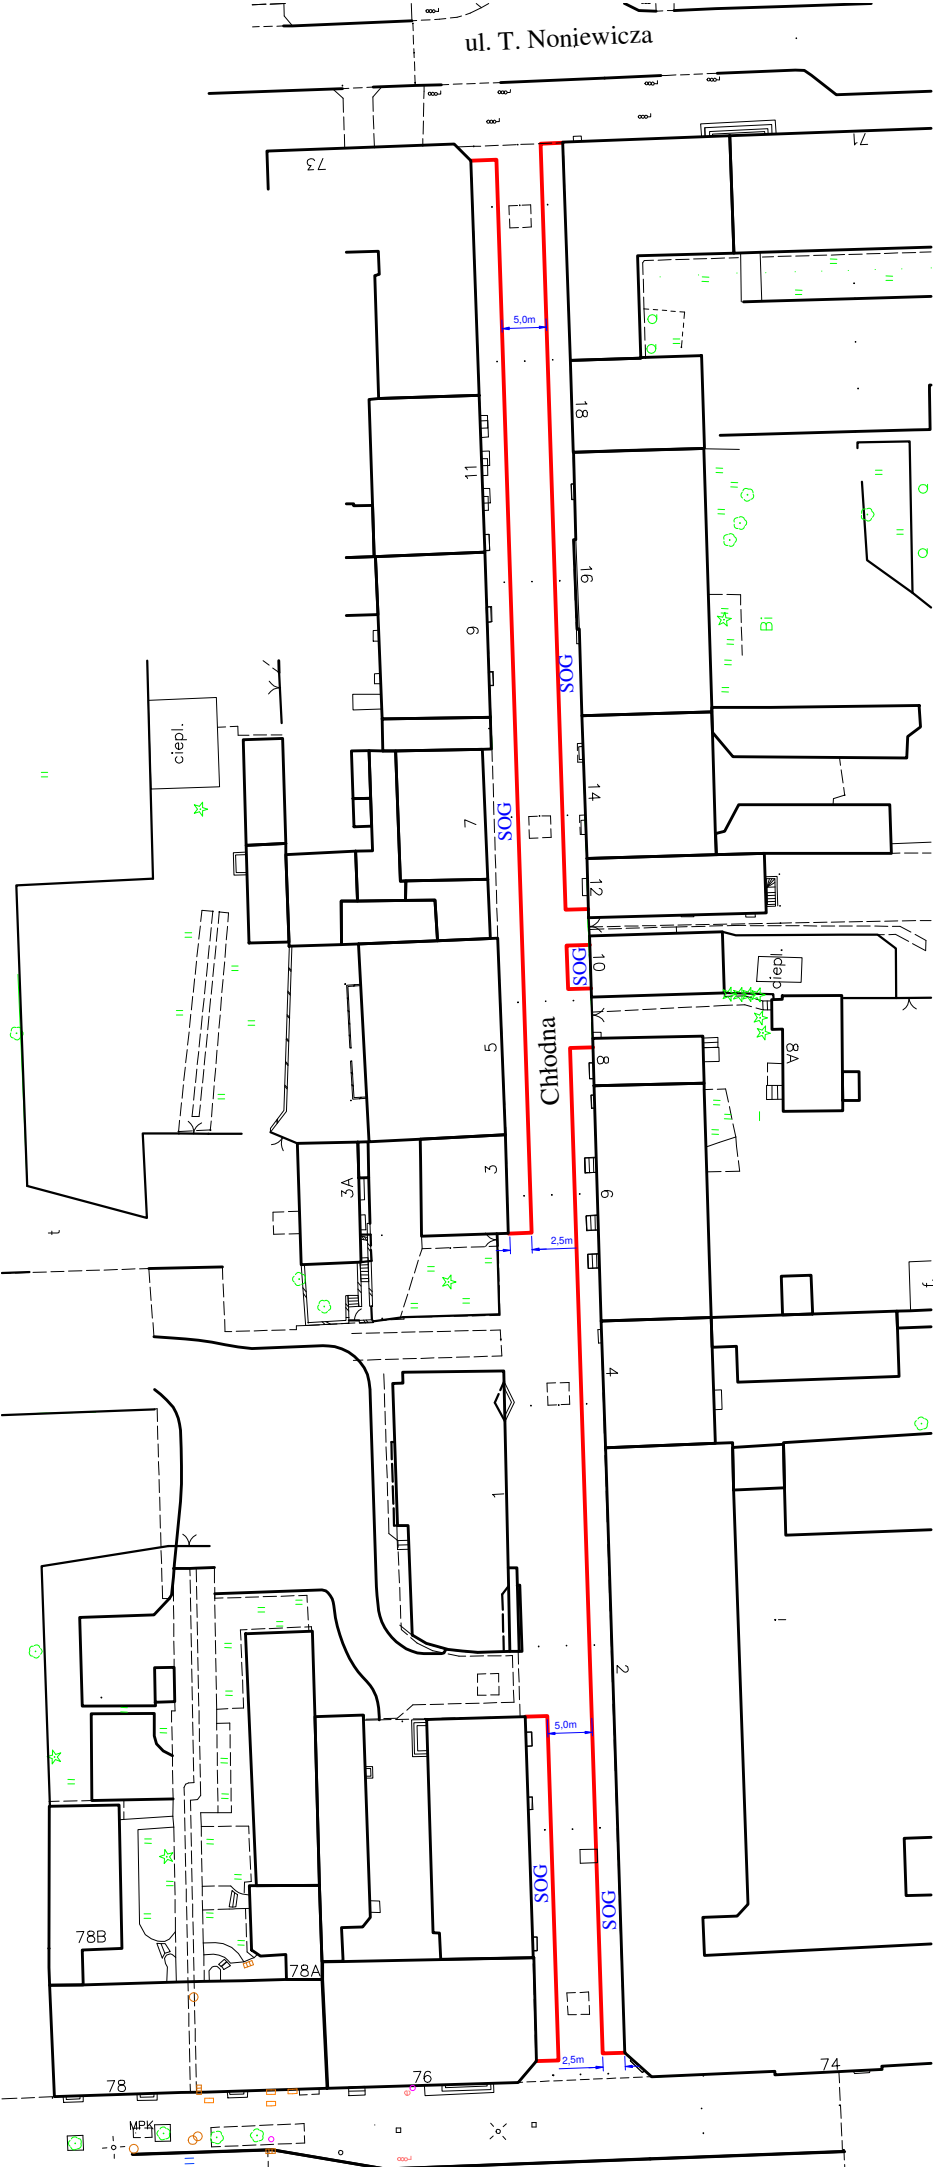 ul. T. Noniewicza
73
71
5,0m
18
11
16
9
Bi
SOG
ciepl.
14
7
SOG
12
10
SOG
ciepl.
Chłodna
5
8
8A
3
3A
6
t
2,5m
f
4
1
i
2
5,0m
SOG
SOG
78B
78A
2,5m
74
76
78
MPK